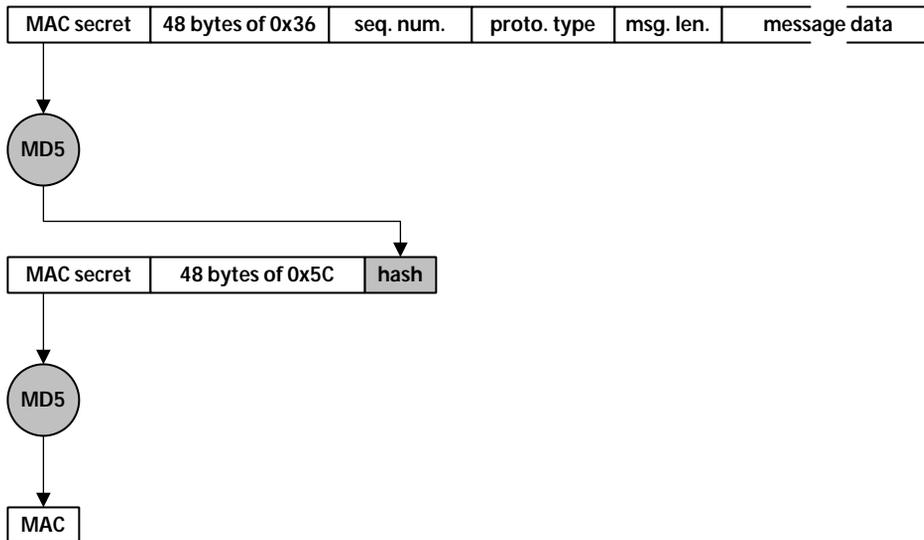 MAC secret 48 bytes of 0x36 seq. num. proto. type msg. len. message data
MD5
MAC secret 48 bytes of 0x5C hash
MD5
MAC